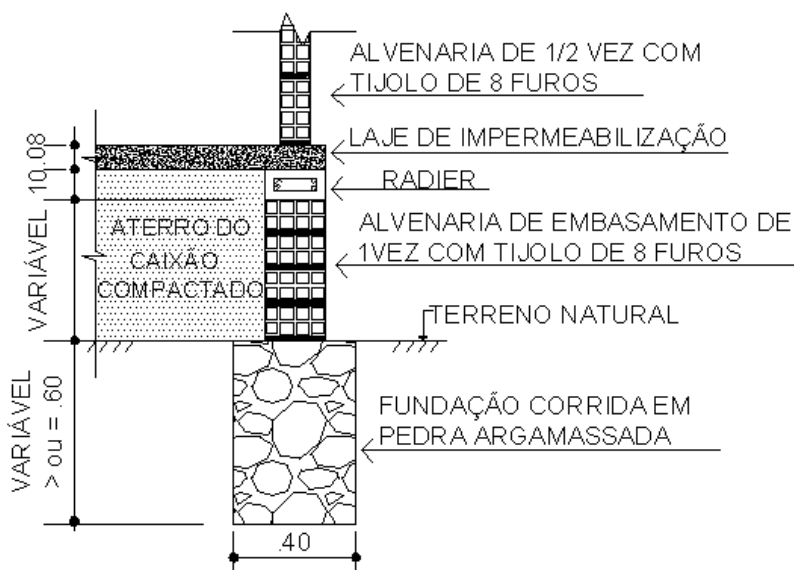 ALVENARIA DE 1/2 VEZ COM
TIJOLO DE 8 FUROS
LAJE DE IMPERMEABILIZAÇÃO
RADIER
ALVENARIA DE EMBASAMENTO DE
1VEZ COM TIJOLO DE 8 FUROS
10.08
VARIÁVEL
ATERRO DO
CAIXÃO
COMPACTADO
TERRENO NATURAL
VARIÁVEL
> ou = .60
FUNDAÇÃO CORRIDA EM
PEDRA ARGAMASSADA
.40